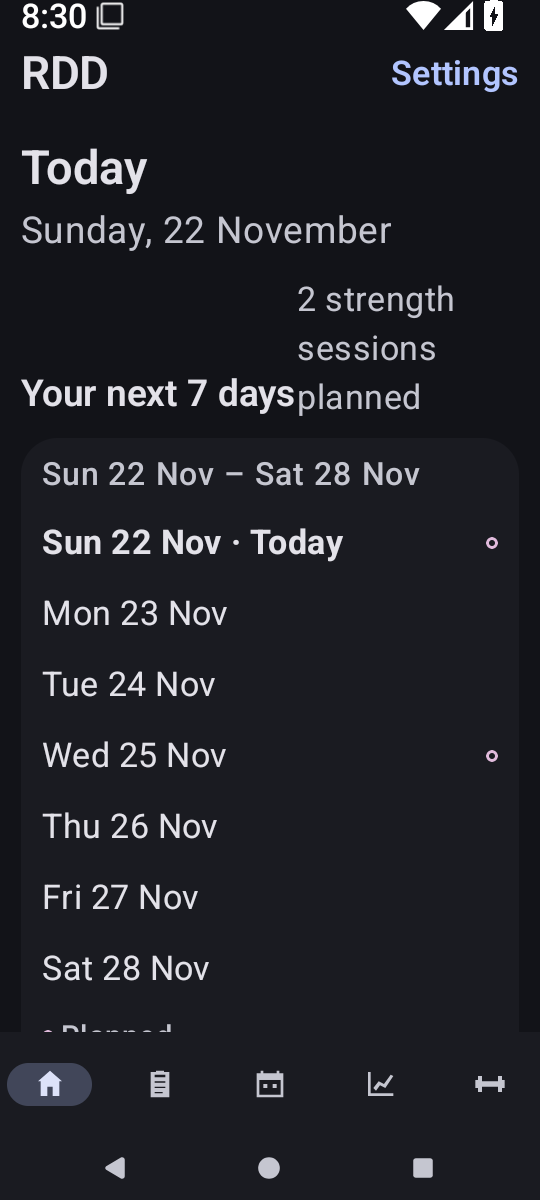 8:30
RDD
Settings
Today
Sunday, 22 November
2 strength
sessions
planned
Your next 7 days
Sun 22 Nov – Sat 28 Nov
Sun 22 Nov · Today
Mon 23 Nov
Tue 24 Nov
Wed 25 Nov
Thu 26 Nov
Fri 27 Nov
Sat 28 Nov
Planned